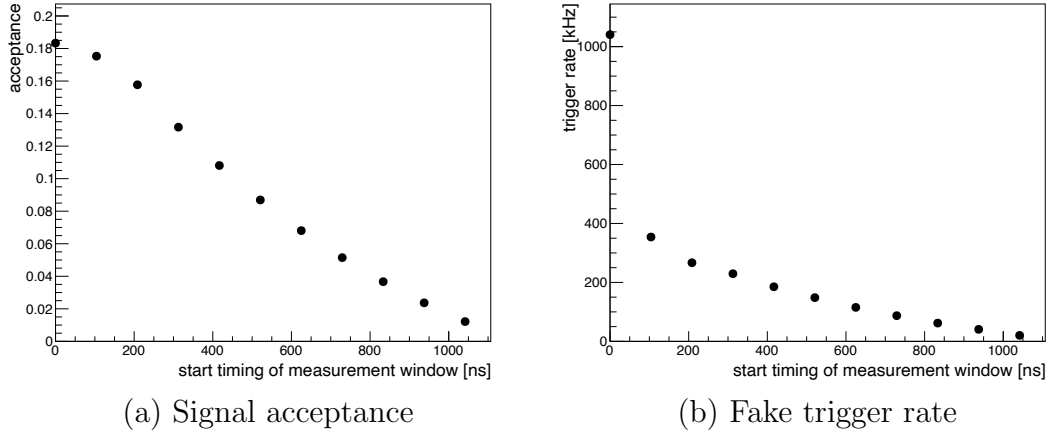 acceptance
0.2
0.18
0.16
0.14
0.12
0.1
0.08
0.06
0.04
0.02
0
0 200 400 600 800 1000
start timing of measurement window [ns]
(a) Signal acceptance
trigger rate [kHz]
1000
800
600
400
200
0
0 200 400 600 800 1000
start timing of measurement window [ns]
(b) Fake trigger rate